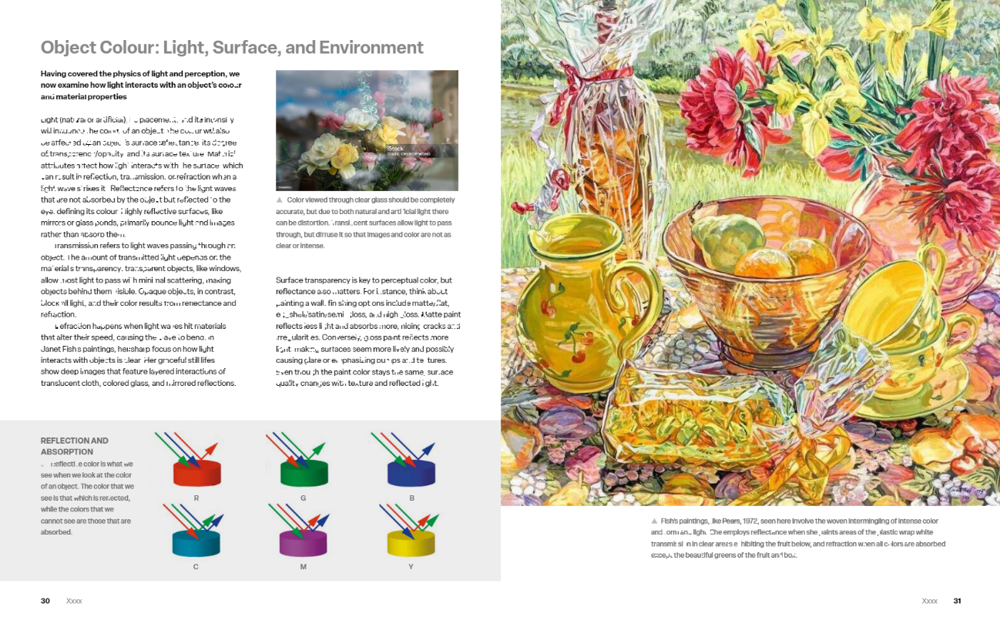 Object Colour: Light, Surface, and Environment
Having covered the physics of light and perception, we
now examine how light interacts with an object's colour
and material properties
Light (natural or artificial), its placement, and its intensity
will influence the colour of an object. The colour will also
be affected by an object's surface reflectance, its degree
of transparency/opacity, and its surface texture. Material
attributes affect how light interacts with the surface, which
can result in reflection, transmission, or refraction when a
light wave strikes it. Reflectance refers to the light waves
that are not absorbed by the object but reflected to the
eye, defining its colour. Highly reflective surfaces, like
mirrors or glass ponds, primarily bounce light and images
rather than absorb them.
Transmission refers to light waves passing through an
object. The amount of transmitted light depends on the
material's transparency. transparent objects, like windows,
allow most light to pass with minimal scattering, making
objects behind them visible. Opaque objects, in contrast,
block all light, and their color results from reflectance and
refraction.
Refraction happens when light waves hit materials
that alter their speed, causing the wave to bend. In
Janet Fish's paintings, her sharp focus on how light
interacts with objects is clear. Her graceful still lifes
show deep images that feature layered interactions of
translucent cloth, colored glass, and mirrored reflections.
iStock
Credit: CHUNYIP WONG
▲ Color viewed through clear glass should be completely
accurate, but due to both natural and artificial light there
can be distortion. Translucent surfaces allow light to pass
through, but diffuse it so that images and color are not as
clear or intense.
Surface transparency is key to perceptual color, but
reflectance also matters. For instance, think about
painting a wall. finishing options include matte/flat,
eggshell/satin, semi-gloss, and high gloss. Matte paint
reflects less light and absorbs more, hiding cracks and
irregularities. Conversely, gloss paint reflects more
light, making surfaces seem more lively and possibly
causing glare or emphasizing bumps and textures.
Even though the paint color stays the same, surface
quality changes with texture and reflected light.
REFLECTION AND
ABSORPTION
reflective color is what we
see when we look at the color
of an object. The color that we
see is that which is reflected,
while the colors that we
cannot see are those that are
absorbed.
R
G
B
C
M
Y
▲ Fish's paintings, like Pears, 1972, seen here involve the woven intermingling of intense color
and light. She employs reflectance when she paints areas of the plastic wrap white
transmission in clear areas exhibiting the fruit below, and refraction when all colors are absorbed
except the beautiful greens of the fruit and box.
30 Xxxx
Xxxx 31